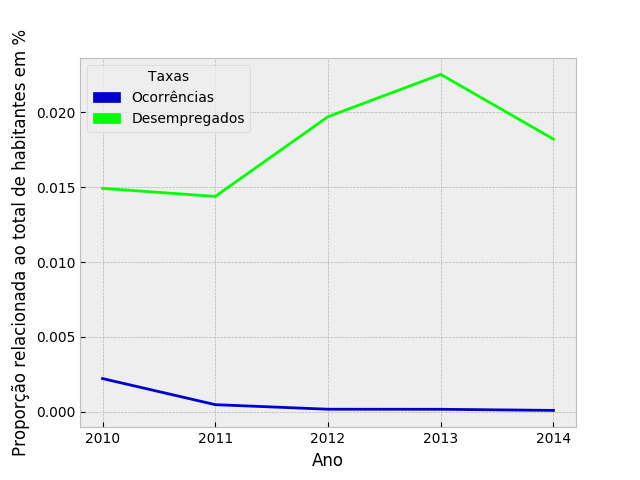 Proporção relacionada ao total de habitantes em %
Taxas
Ocorrências
Desempregados
0.020
0.015
0.010
0.005
0.000
2010 2011 2012 2013 2014
Ano